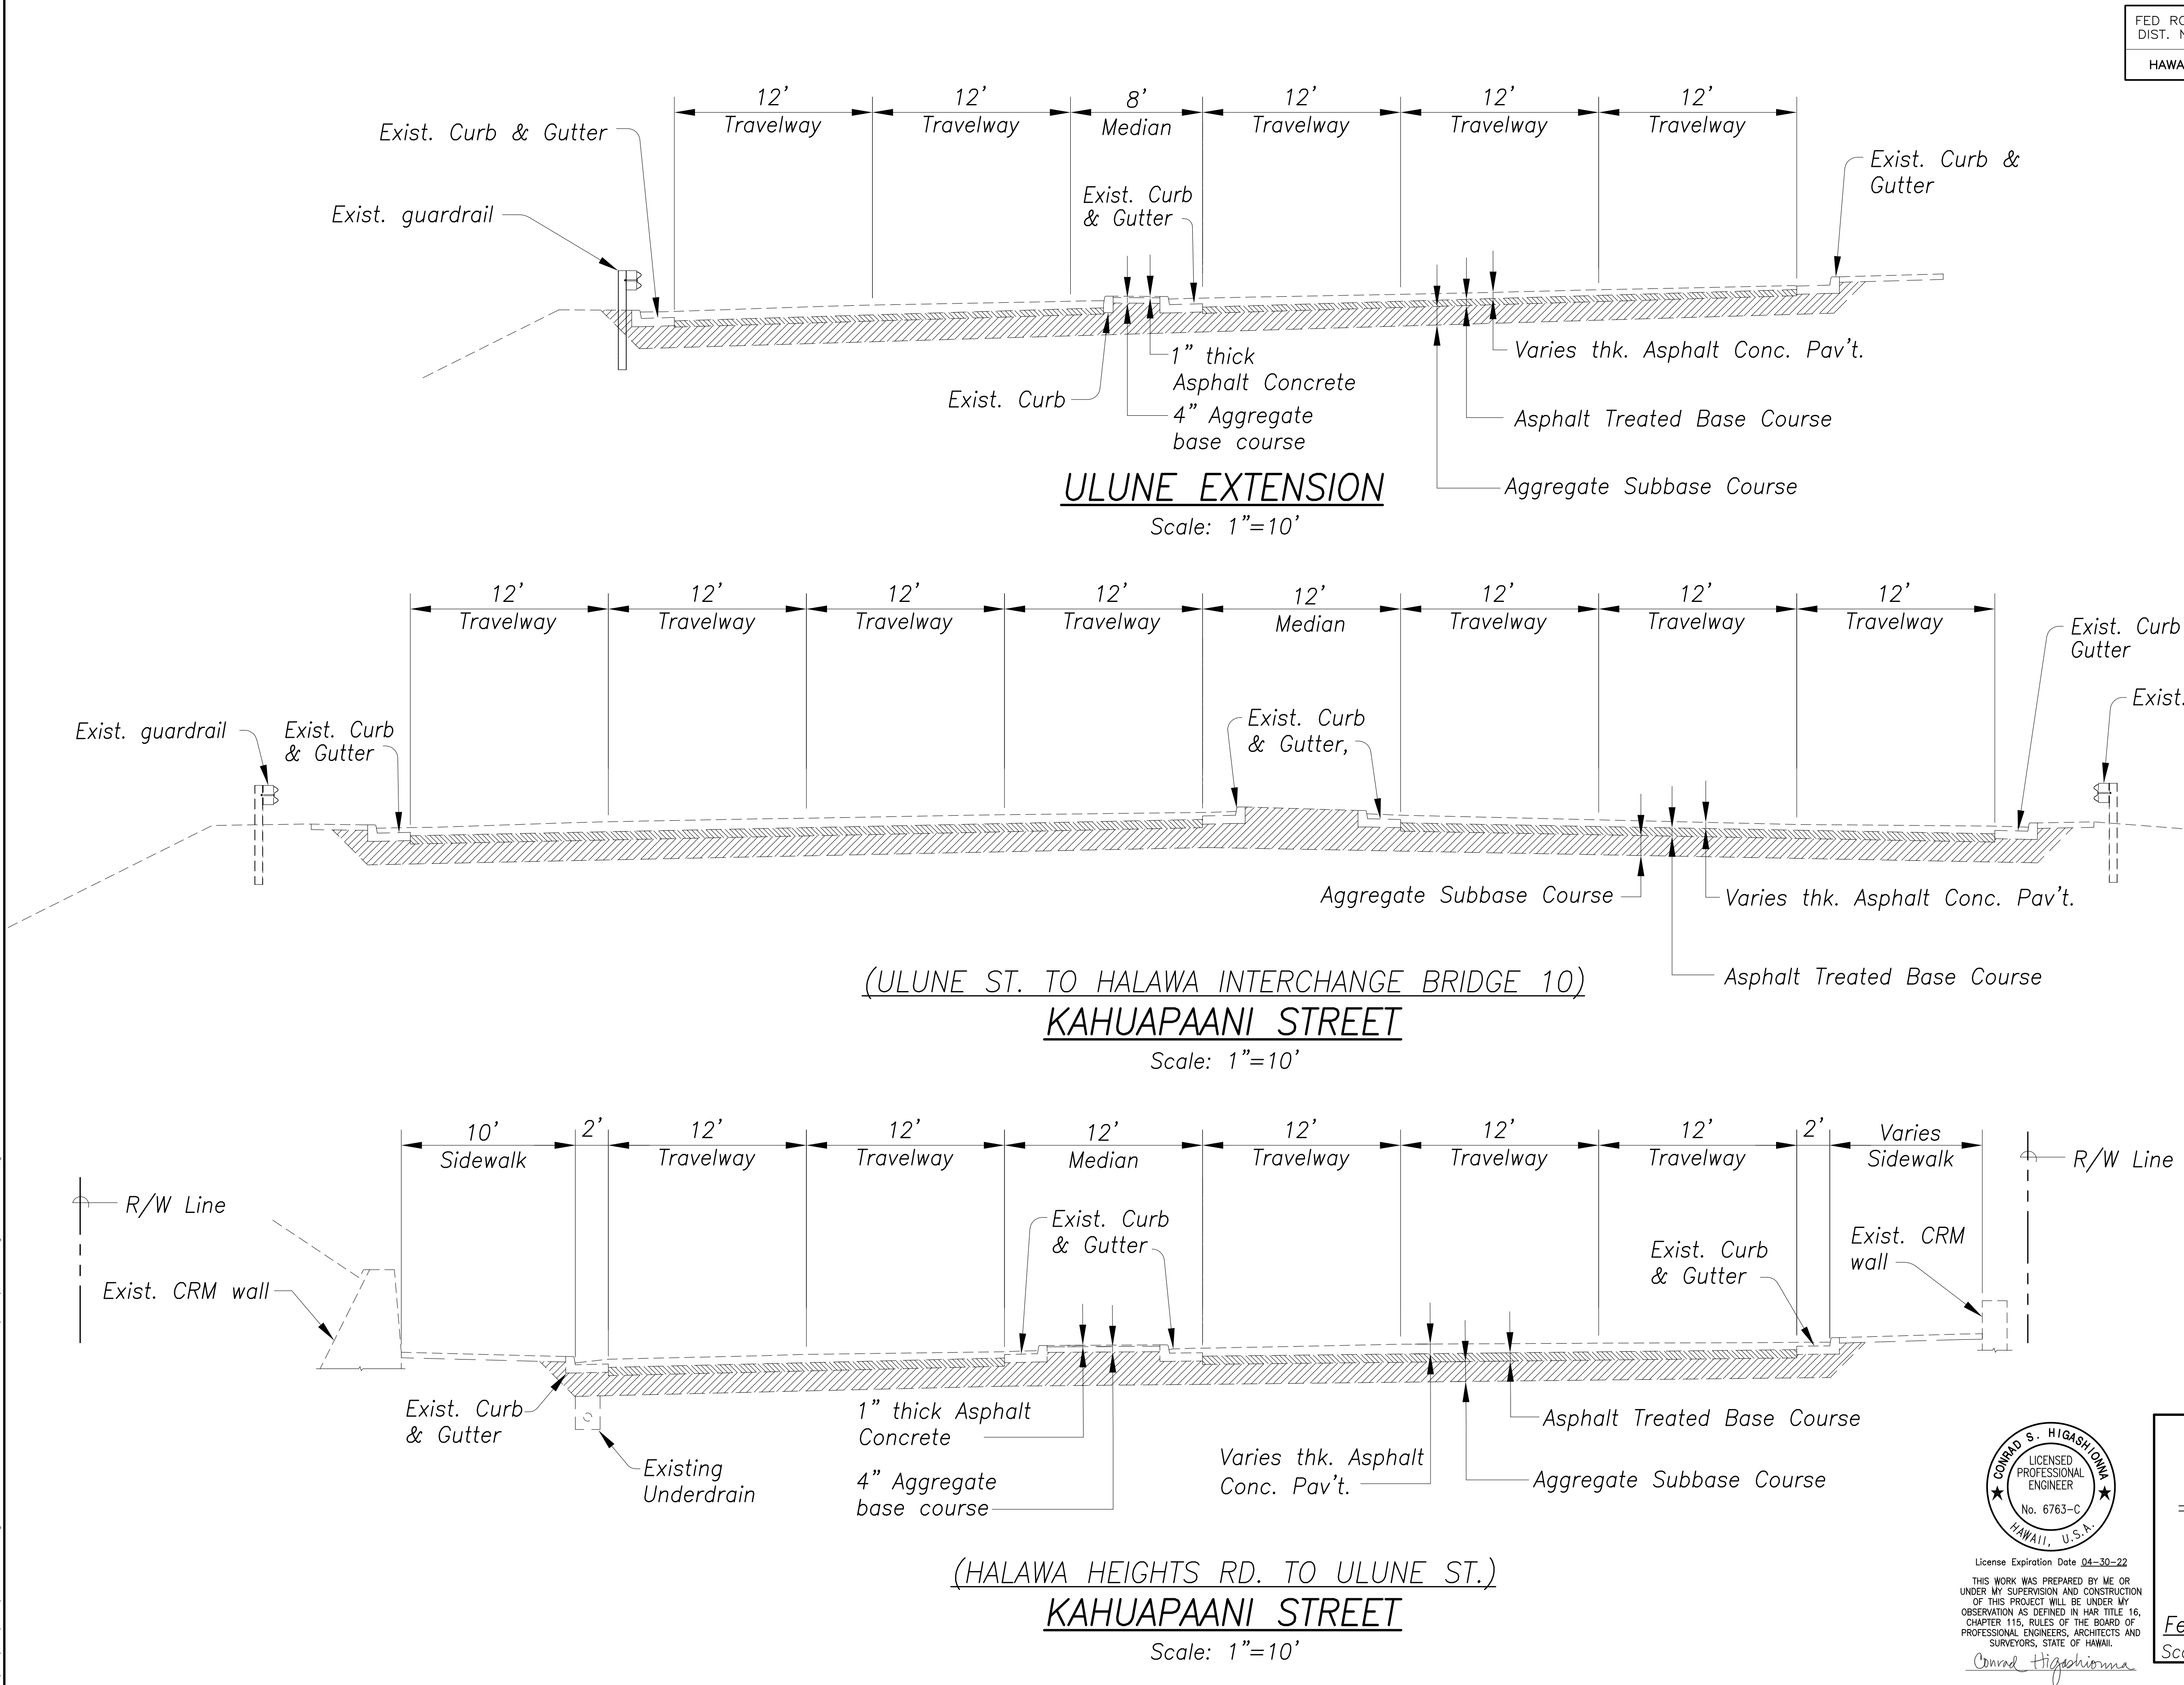 FED RO
DIST. N
HAWA
12' 12' 8' 12' 12' 12'
Travelway Travelway Median Travelway Travelway Travelway
Exist. Curb & Gutter
Exist. guardrail
Exist. Curb
& Gutter
Exist. Curb &
Gutter
Exist. Curb
1" thick
Asphalt Concrete
4" Aggregate
base course
Varies thk. Asphalt Conc. Pav't.
Asphalt Treated Base Course
Aggregate Subbase Course
ULUNE EXTENSION
Scale: 1"=10'
12' 12' 12' 12' 12' 12' 12' 12'
Travelway Travelway Travelway Travelway Median Travelway Travelway Travelway
Exist. guardrail
Exist. Curb
& Gutter
Exist. Curb
& Gutter,
Exist. Curb
Gutter
Exist.
Aggregate Subbase Course
Varies thk. Asphalt Conc. Pav't.
Asphalt Treated Base Course
(ULUNE ST. TO HALAWA INTERCHANGE BRIDGE 10)
KAHUAPAANI STREET
Scale: 1"=10'
10' 2' 12' 12' 12' 12' 12' 12' 2' Varies
Sidewalk Travelway Travelway Median Travelway Travelway Travelway Sidewalk
R/W Line
R/W Line
Exist. CRM wall
Exist. Curb
& Gutter
Exist. Curb
& Gutter
Exist. CRM
wall
Exist. Curb
& Gutter
Existing
Underdrain
1" thick Asphalt
Concrete
4" Aggregate
base course
Varies thk. Asphalt
Conc. Pav't.
Asphalt Treated Base Course
Aggregate Subbase Course
(HALAWA HEIGHTS RD. TO ULUNE ST.)
KAHUAPAANI STREET
Scale: 1"=10'
CONRAD S. HIGASHIONNA
LICENSED
PROFESSIONAL
ENGINEER
No. 6763-C
HAWAII, U.S.A.
License Expiration Date 04-30-22
THIS WORK WAS PREPARED BY ME OR
UNDER MY SUPERVISION AND CONSTRUCTION
OF THIS PROJECT WILL BE UNDER MY
OBSERVATION AS DEFINED IN HAR TITLE 16,
CHAPTER 115, RULES OF THE BOARD OF
PROFESSIONAL ENGINEERS, ARCHITECTS AND
SURVEYORS, STATE OF HAWAII.
Conrad Higashionna
Fe
Sca